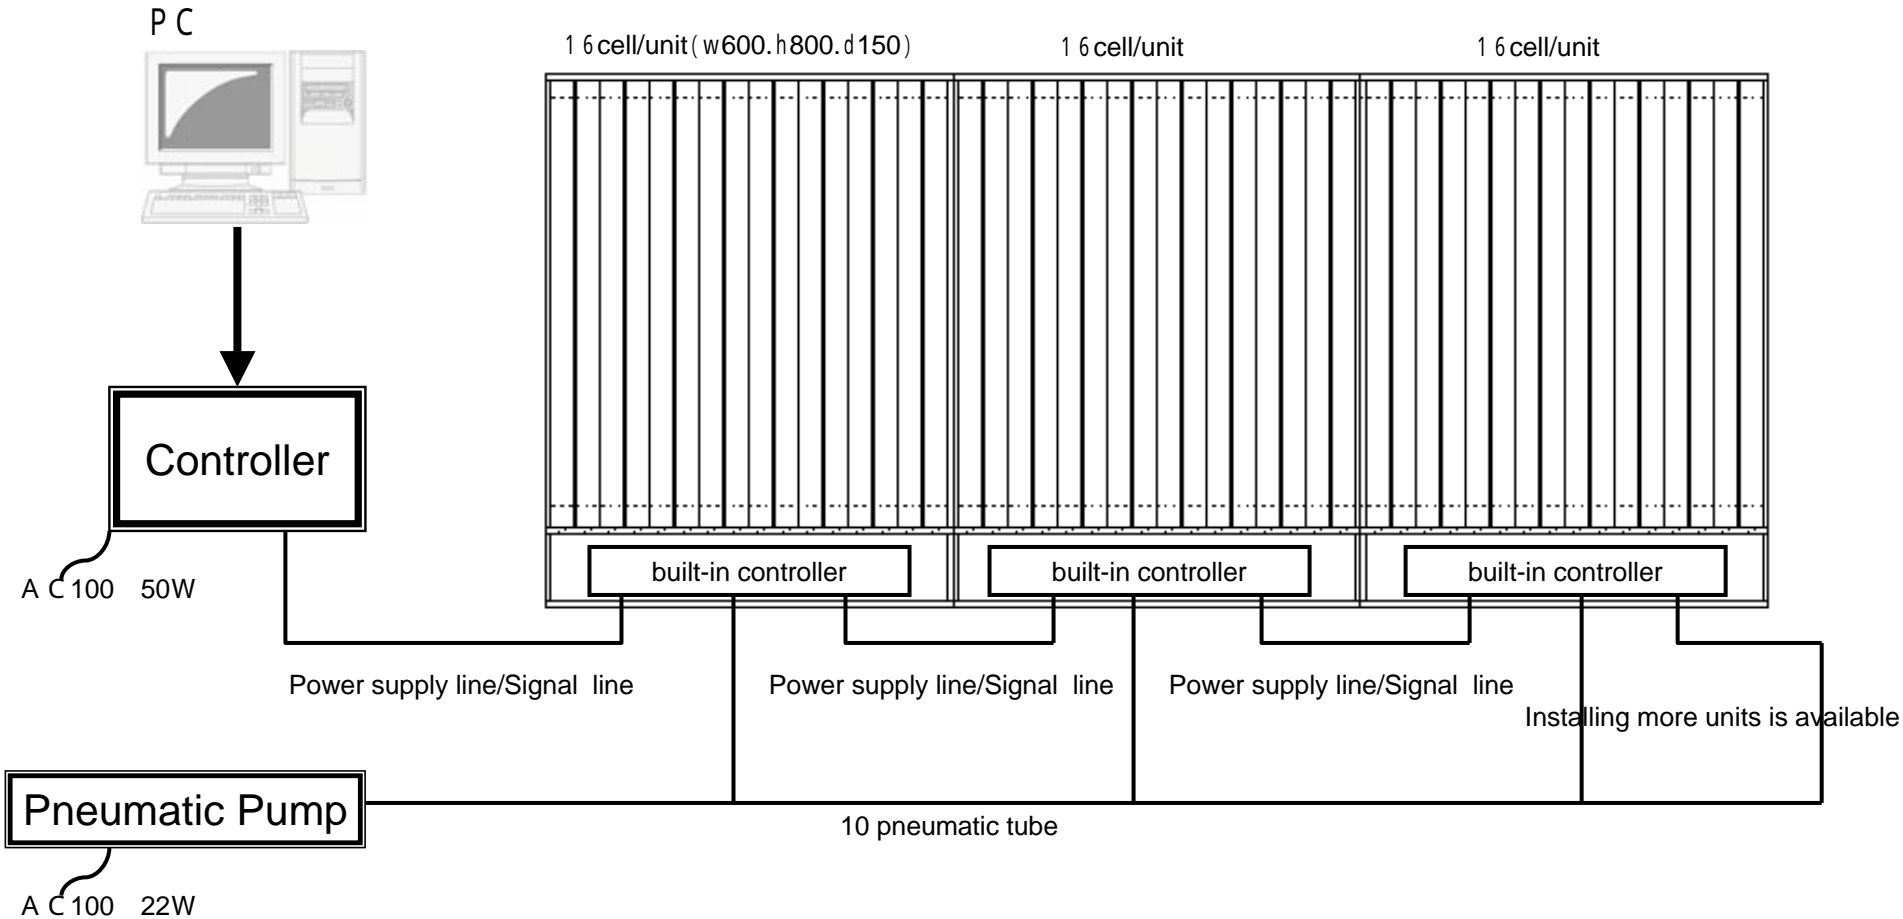 PC
16cell/unit(w600.h800.d150)
16cell/unit
16cell/unit
Controller
AC100 50W
built-in controller
built-in controller
built-in controller
Power supply line/Signal line
Power supply line/Signal line
Power supply line/Signal line
Installing more units is available
Pneumatic Pump
10 pneumatic tube
AC100 22W